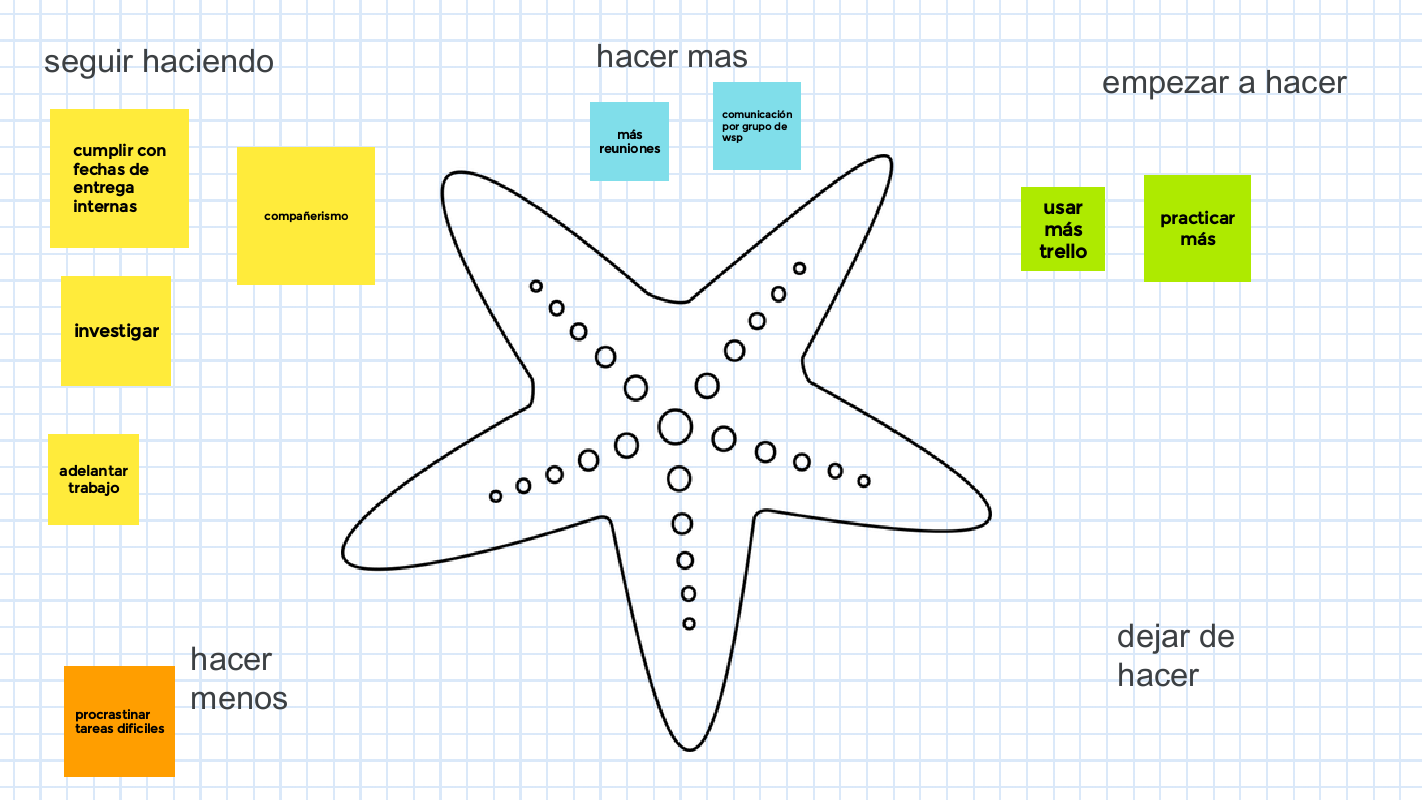 seguir haciendo
hacer mas
empezar a hacer
cumplir con
fechas de
entrega
internas
compañerismo
más
reuniones
comunicación
por grupo de
wsp
usar
más
trello
practicar
más
investigar
adelantar
trabajo
hacer
menos
procrastinar
tareas dificiles
dejar de
hacer